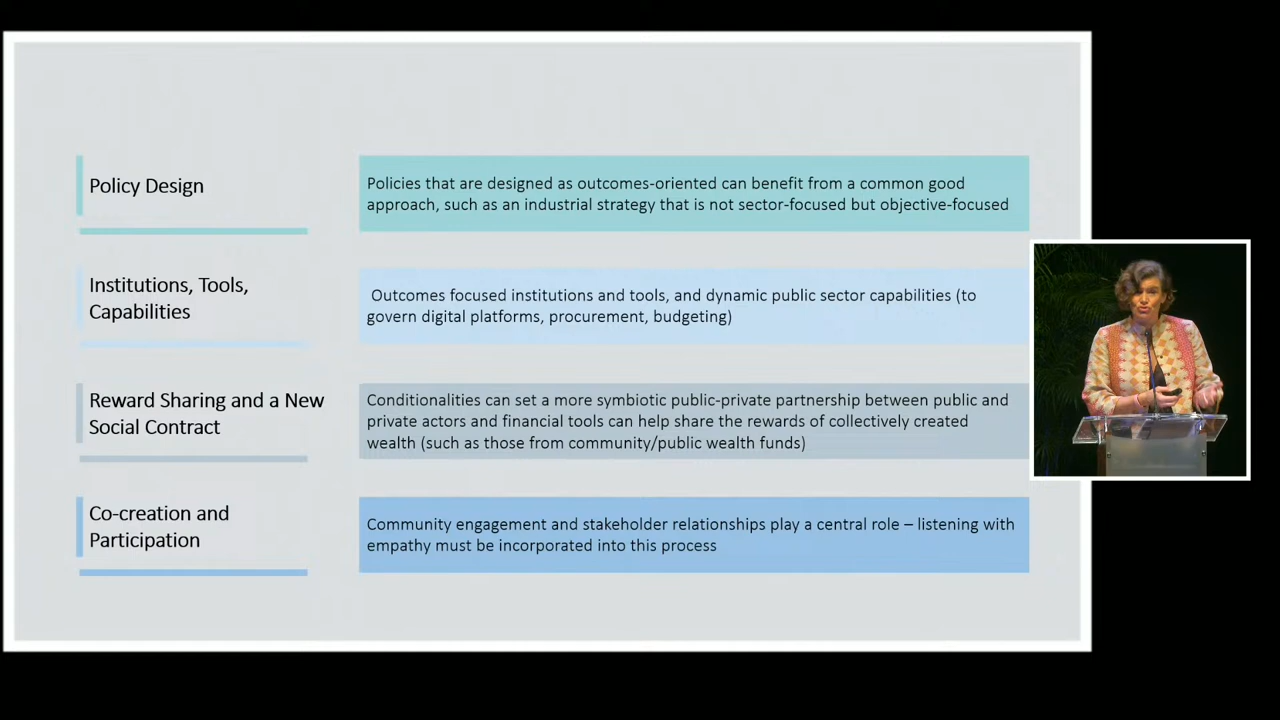 Policy Design
Policies that are designed as outcomes-oriented can benefit from a common good
approach, such as an industrial strategy that is not sector-focused but objective-focused
Institutions, Tools,
Capabilities
Outcomes focused institutions and tools, and dynamic public sector capabilities (to
govern digital platforms, procurement, budgeting)
Reward Sharing and a New
Social Contract
Conditionalities can set a more symbiotic public-private partnership between public and
private actors and financial tools can help share the rewards of collectively created
wealth (such as those from community/public wealth funds)
Co-creation and
Participation
Community engagement and stakeholder relationships play a central role – listening with
empathy must be incorporated into this process